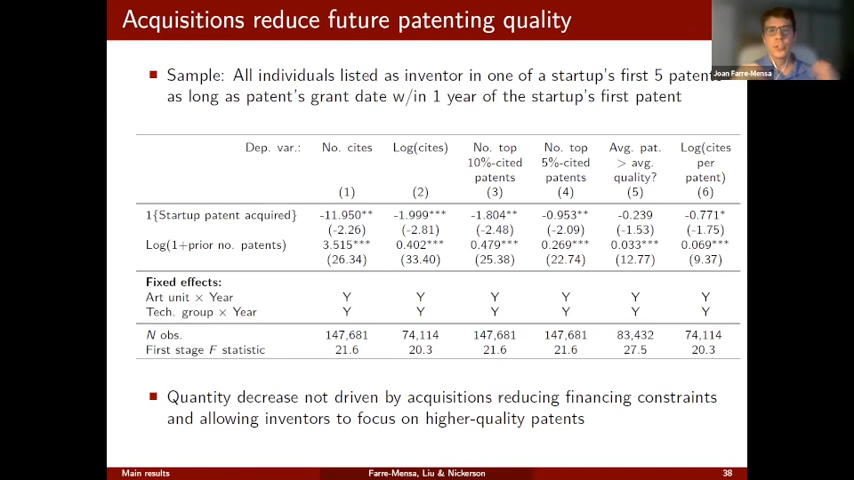 Acquisitions reduce future patenting quality
Joan Farre-Mensa
Sample: All individuals listed as inventor in one of a startup's first 5 patents
as long as patent's grant date w/in 1 year of the startup's first patent
Dep. var.: No. cites Log(cites) No. top No. top Avg. pat. Log(cites
10%-cited 5%-cited > avg. per
patents patents quality? patent)
(1) (2) (3) (4) (5) (6)
1{Startup patent acquired} -11.950** -1.999*** -1.804** -0.953** -0.239 -0.771*
(-2.26) (-2.81) (-2.48) (-2.09) (-1.53) (-1.75)
Log(1+prior no. patents) 3.515*** 0.402*** 0.479*** 0.269*** 0.033*** 0.069***
(26.34) (33.40) (25.38) (22.74) (12.77) (9.37)
Fixed effects:
Art unit × Year Y Y Y Y Y Y
Tech. group × Year Y Y Y Y Y Y
N obs. 147,681 74,114 147,681 147,681 83,432 74,114
First stage F statistic 21.6 20.3 21.6 21.6 27.5 20.3
Quantity decrease not driven by acquisitions reducing financing constraints
and allowing inventors to focus on higher-quality patents
Main results Farre-Mensa, Liu & Nickerson 38